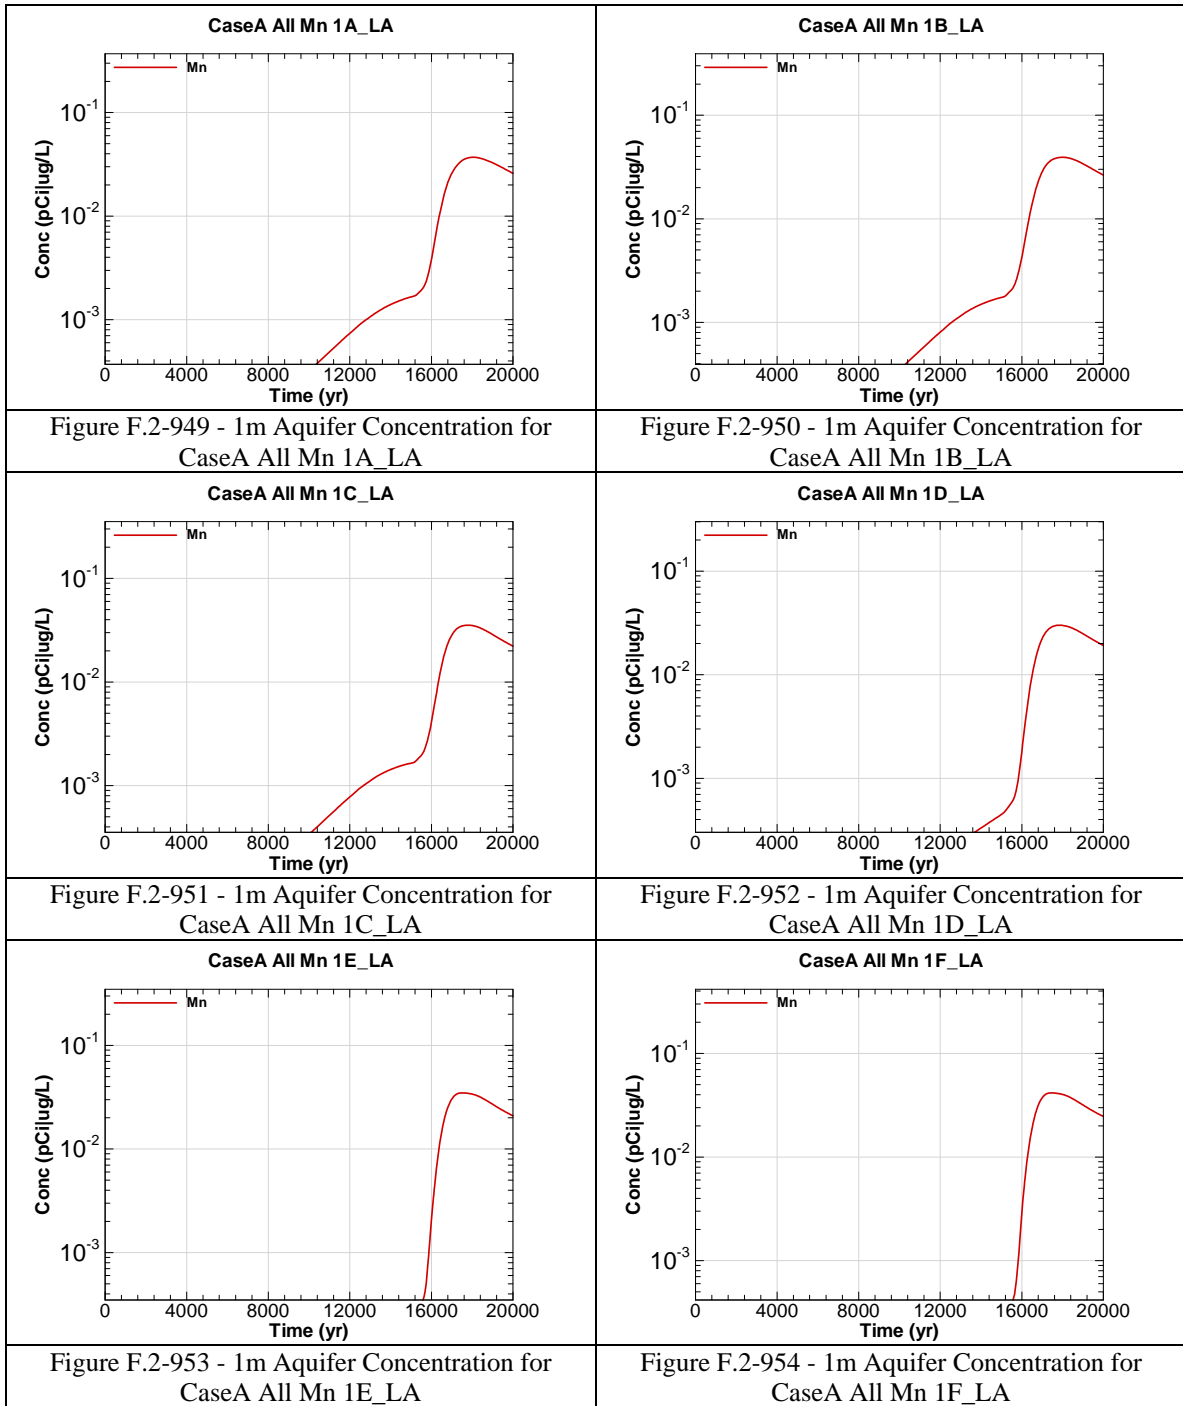 CaseA All Mn 1A_LA
Mn
10^-1
10^-2
10^-3
Conc (pCi|ug/L)
0 4000 8000 12000 16000 20000
Time (yr)
Figure F.2-949 - 1m Aquifer Concentration for
CaseA All Mn 1A_LA
CaseA All Mn 1B_LA
Mn
10^-1
10^-2
10^-3
Conc (pCi|ug/L)
0 4000 8000 12000 16000 20000
Time (yr)
Figure F.2-950 - 1m Aquifer Concentration for
CaseA All Mn 1B_LA
CaseA All Mn 1C_LA
Mn
10^-1
10^-2
10^-3
Conc (pCi|ug/L)
0 4000 8000 12000 16000 20000
Time (yr)
Figure F.2-951 - 1m Aquifer Concentration for
CaseA All Mn 1C_LA
CaseA All Mn 1D_LA
Mn
10^-1
10^-2
10^-3
Conc (pCi|ug/L)
0 4000 8000 12000 16000 20000
Time (yr)
Figure F.2-952 - 1m Aquifer Concentration for
CaseA All Mn 1D_LA
CaseA All Mn 1E_LA
Mn
10^-1
10^-2
10^-3
Conc (pCi|ug/L)
0 4000 8000 12000 16000 20000
Time (yr)
Figure F.2-953 - 1m Aquifer Concentration for
CaseA All Mn 1E_LA
CaseA All Mn 1F_LA
Mn
10^-1
10^-2
10^-3
Conc (pCi|ug/L)
0 4000 8000 12000 16000 20000
Time (yr)
Figure F.2-954 - 1m Aquifer Concentration for
CaseA All Mn 1F_LA